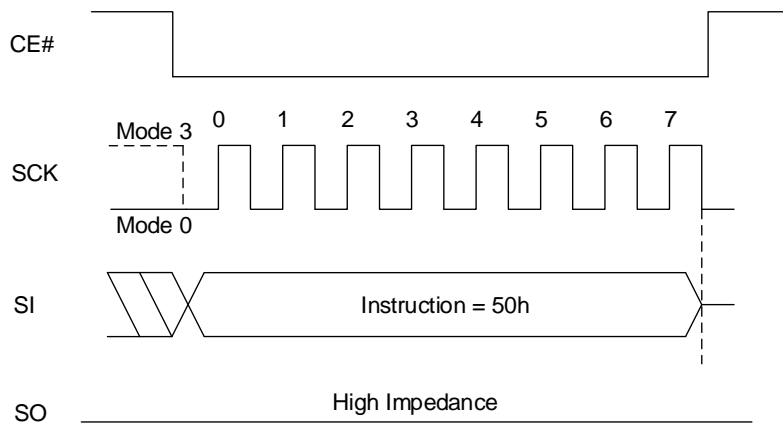 CE#
0 1 2 3 4 5 6 7
Mode 3
SCK
Mode 0
SI
Instruction = 50h
High Impedance
SO